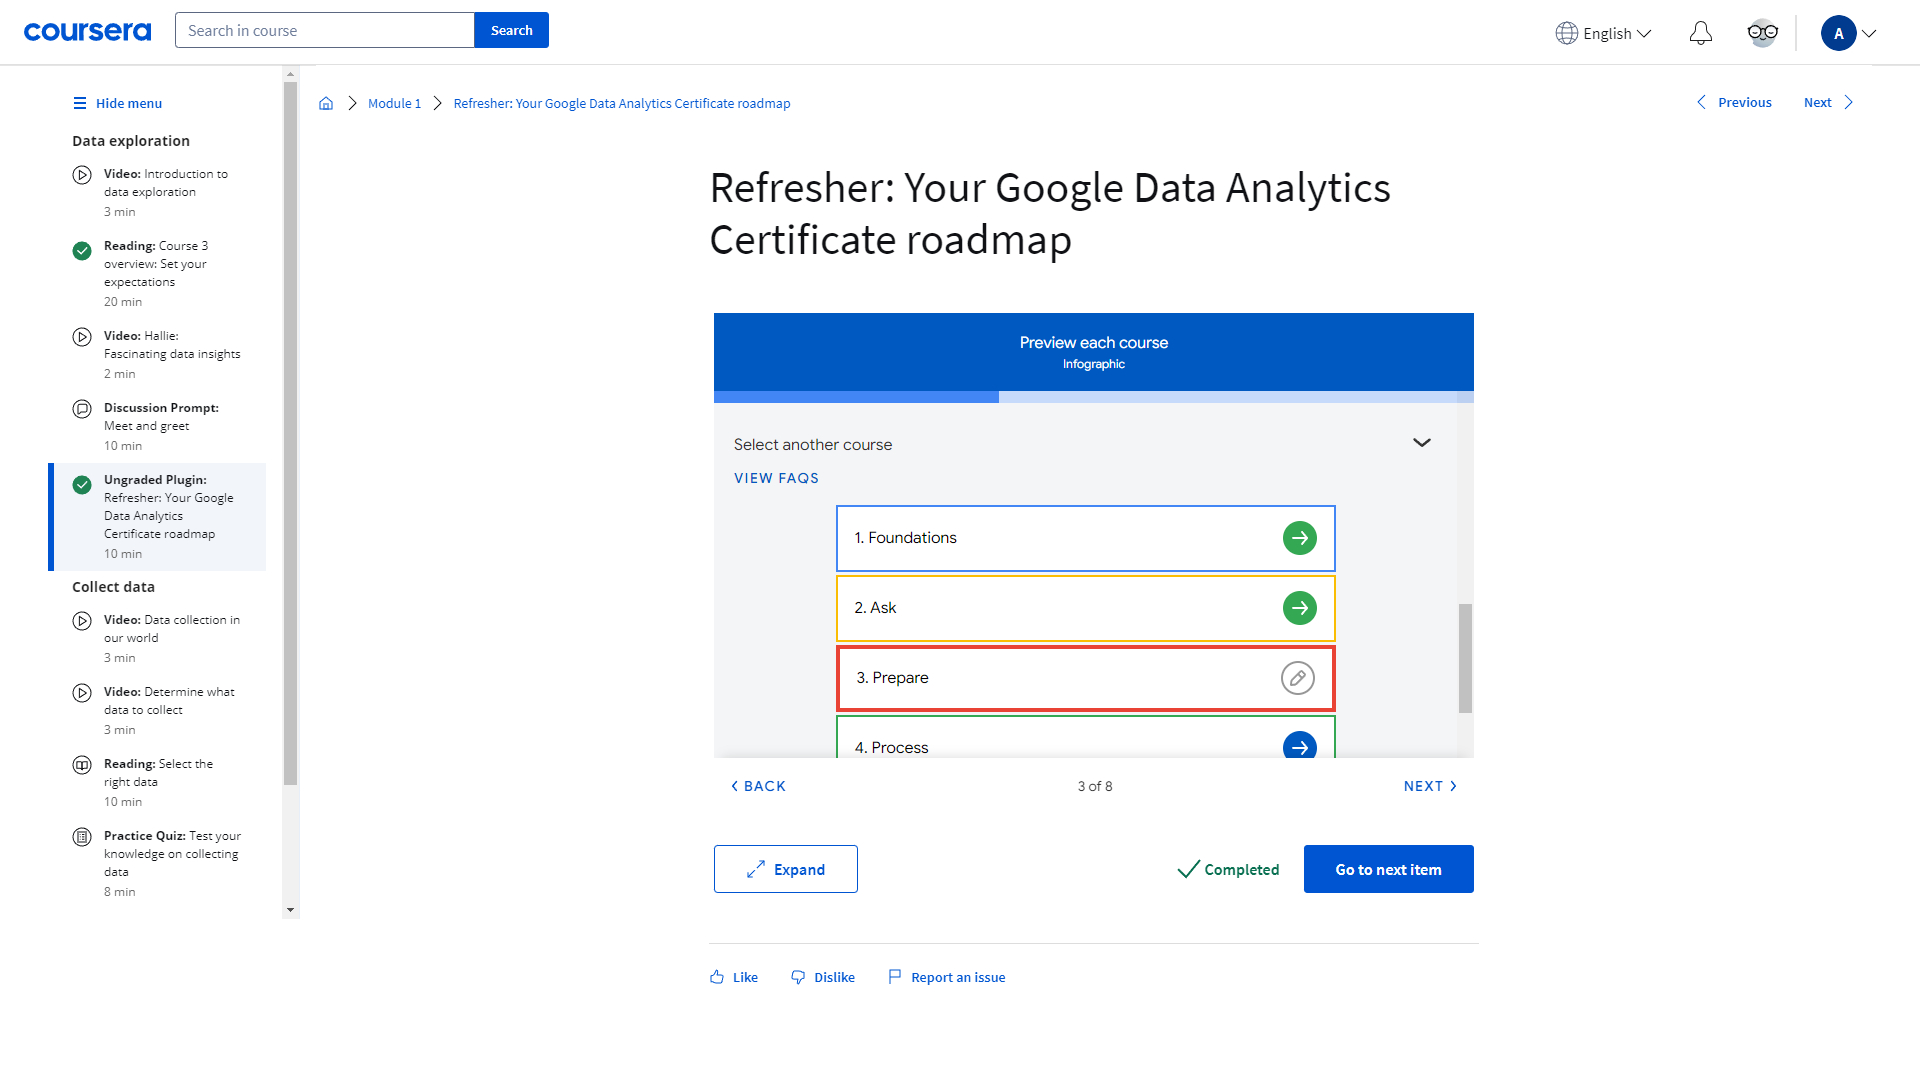 coursera
Search in course
Search
English
A
Hide menu
Data exploration
Video: Introduction to
data exploration
3 min
Reading: Course 3
overview: Set your
expectations
20 min
Video: Hallie:
Fascinating data insights
2 min
Discussion Prompt:
Meet and greet
10 min
Ungraded Plugin:
Refresher: Your Google
Data Analytics
Certificate roadmap
10 min
Collect data
Video: Data collection in
our world
3 min
Video: Determine what
data to collect
3 min
Reading: Select the
right data
10 min
Practice Quiz: Test your
knowledge on collecting
data
8 min
Module 1
Refresher: Your Google Data Analytics Certificate roadmap
Previous
Next
Refresher: Your Google Data Analytics
Certificate roadmap
Preview each course
Infographic
Select another course
VIEW FAQS
1. Foundations
2. Ask
3. Prepare
4. Process
BACK
3 of 8
NEXT
Expand
Completed
Go to next item
Like
Dislike
Report an issue